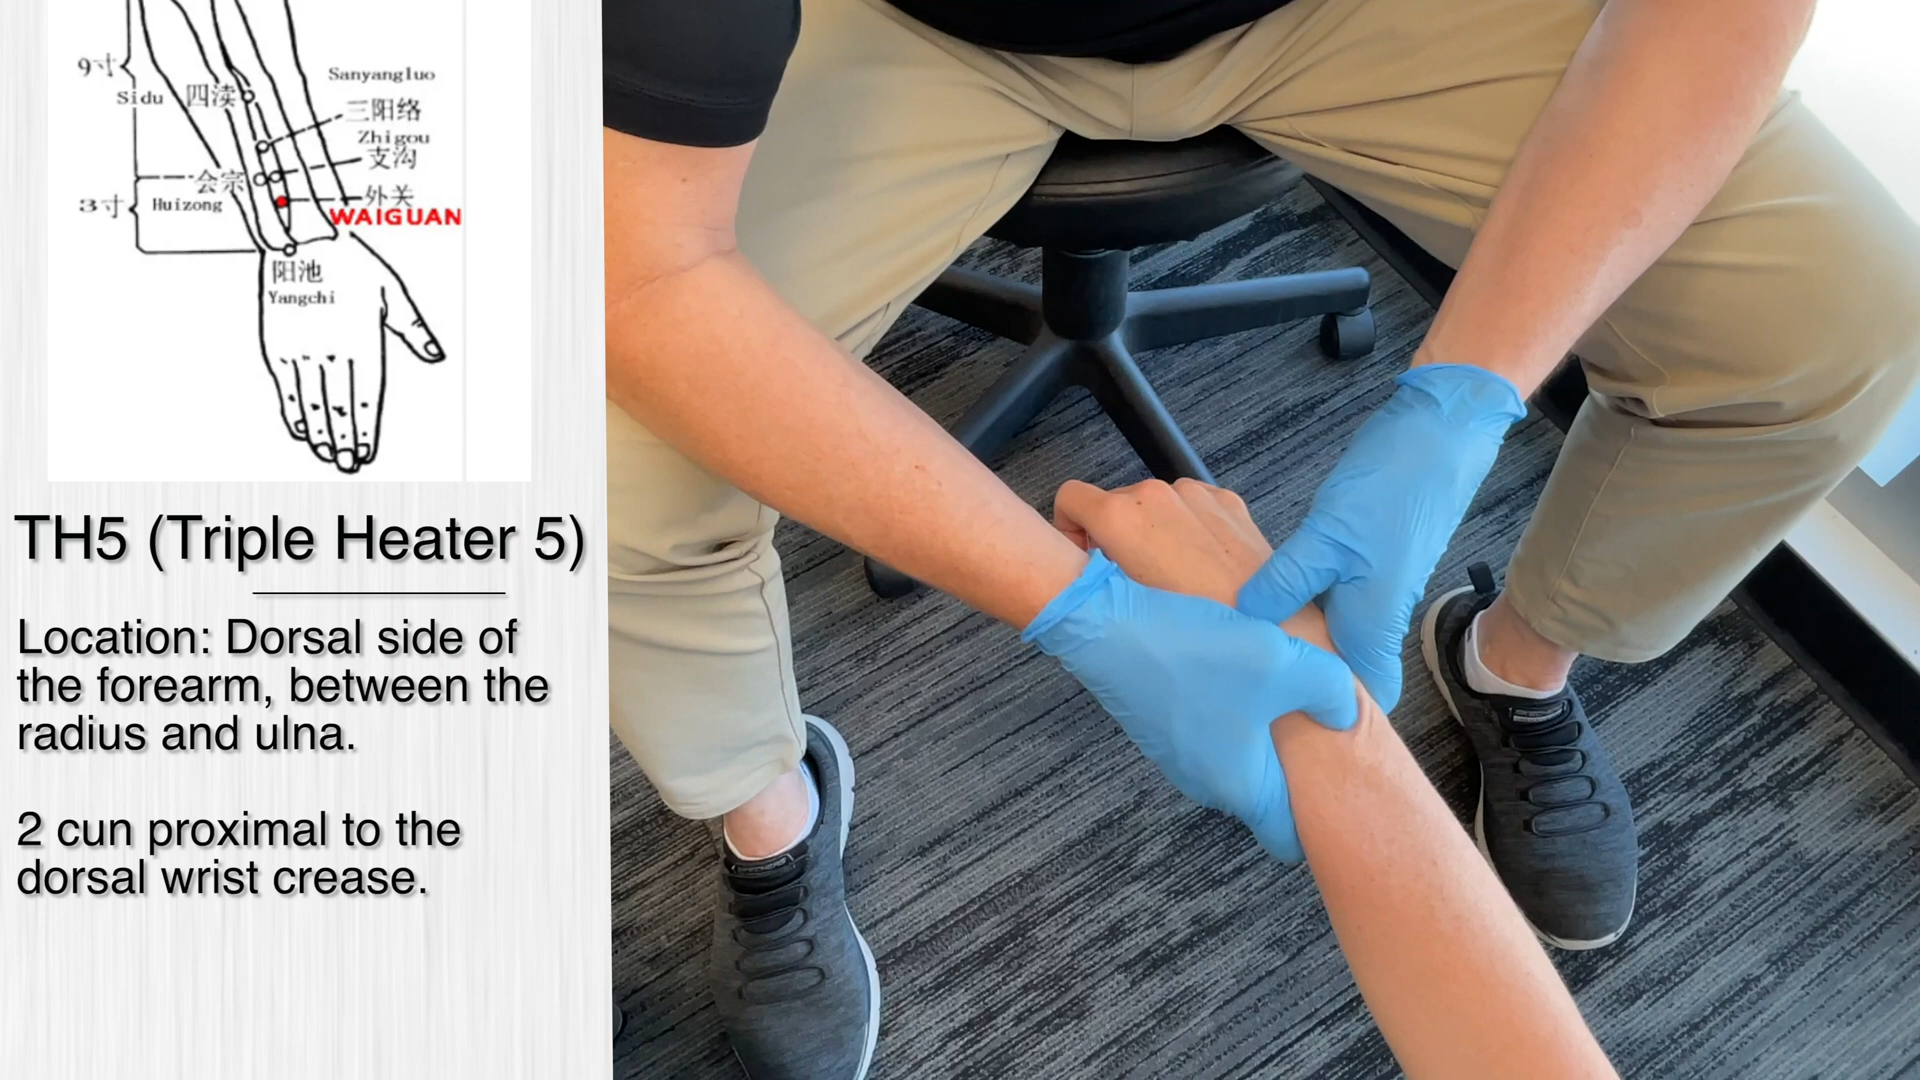 9寸
Sidu 四渎
Sanyangluo
三阳络
Zhigou
支沟
会宗
3寸 Huizong
外关
WAIGUAN
阳池
Yangchi
TH5 (Triple Heater 5)
Location: Dorsal side of
the forearm, between the
radius and ulna.
2 cun proximal to the
dorsal wrist crease.